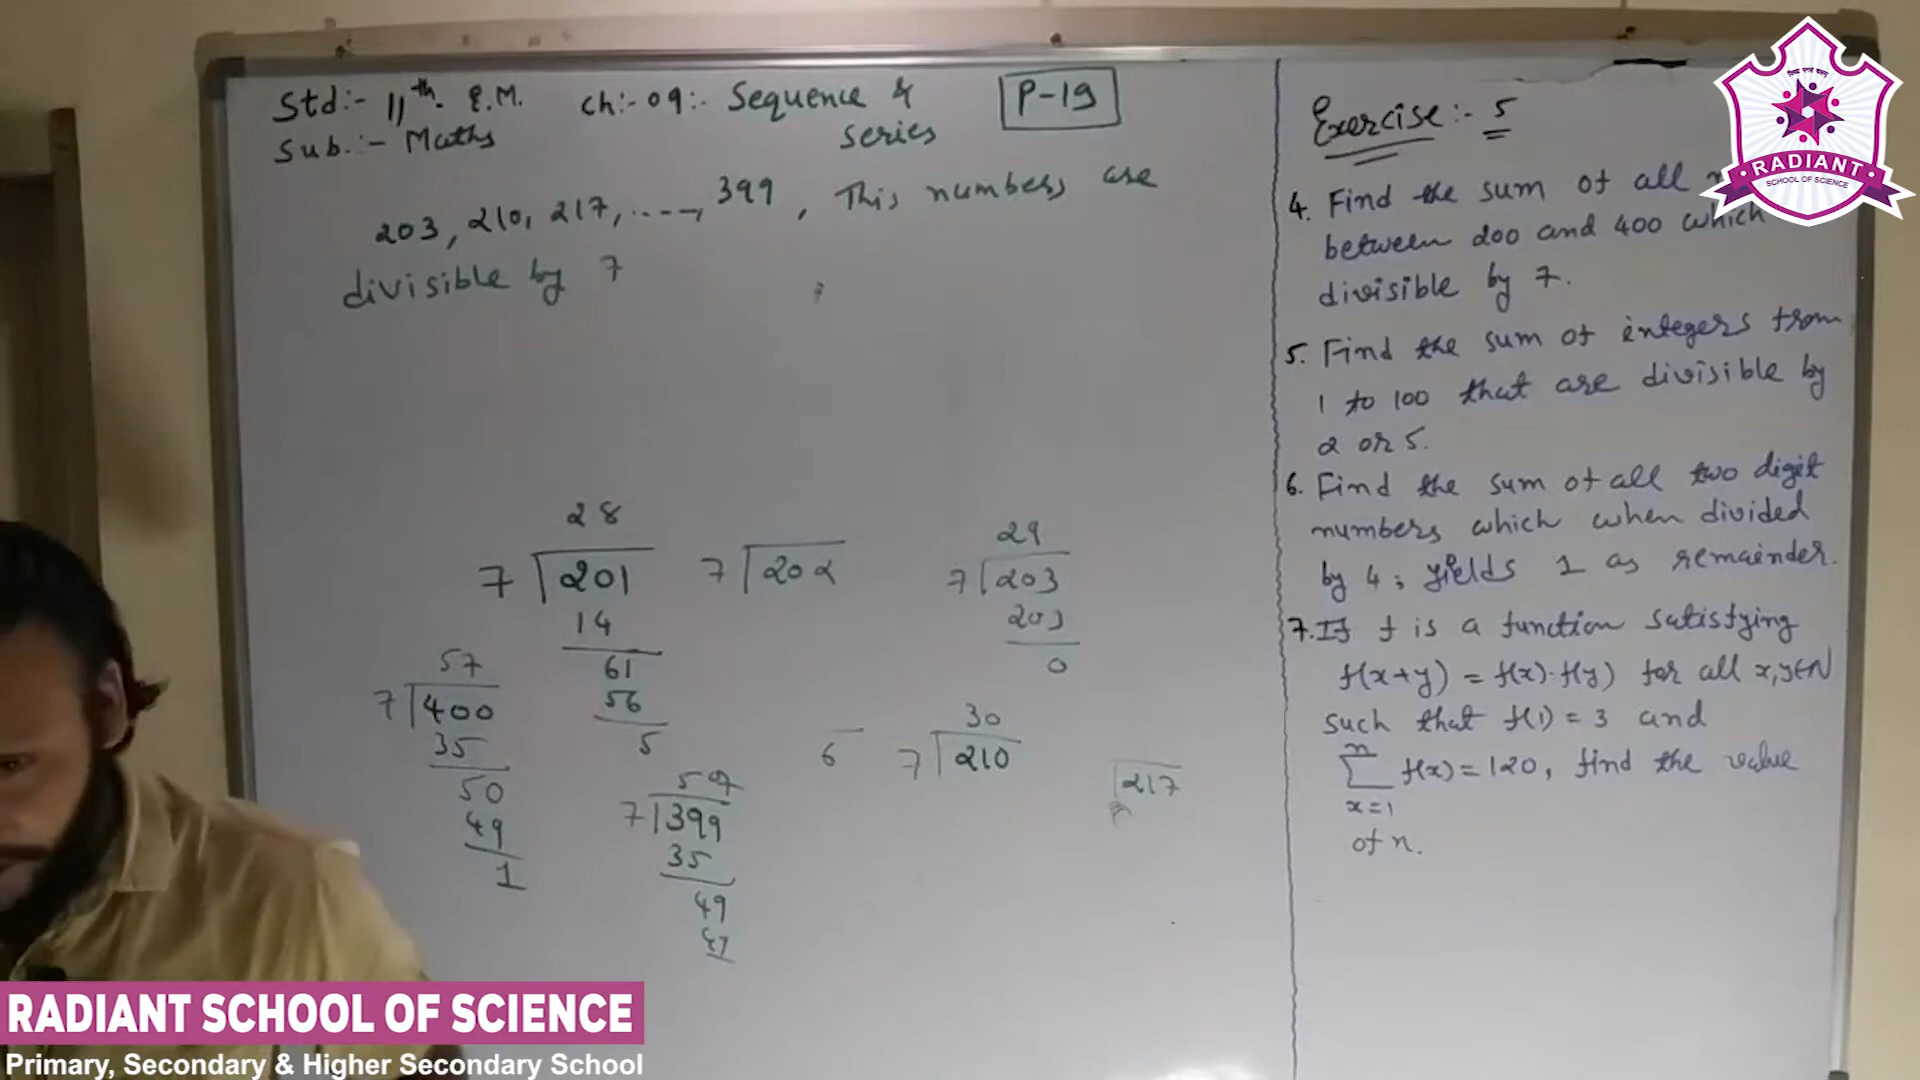 Std:- 11th. E.M. Ch:- 09:- Sequence & series P-19
Sub.:- Maths
203, 210, 217, ----, 399, This numbers are
divisible by 7
28
7 201
14
61
56
5
7 202
29
7 203
203
0
57
7 400
35
50
49
1
57
7 399
35
49
6
30
7 210
217
Exercise:- 5
4. Find the sum of all
between 200 and 400 which
divisible by 7.
5. Find the sum of integers from
1 to 100 that are divisible by
2 or 5.
6. Find the sum of all two digit
numbers which when divided
by 4; yields 1 as remainder.
7. If f is a function satisfying
f(x+y) = f(x)·f(y) for all x,y∈N
such that f(1) = 3 and
n
∑ f(x) = 120, find the value
x=1
of n.
RADIANT
SCHOOL OF SCIENCE
RADIANT SCHOOL OF SCIENCE
Primary, Secondary & Higher Secondary School